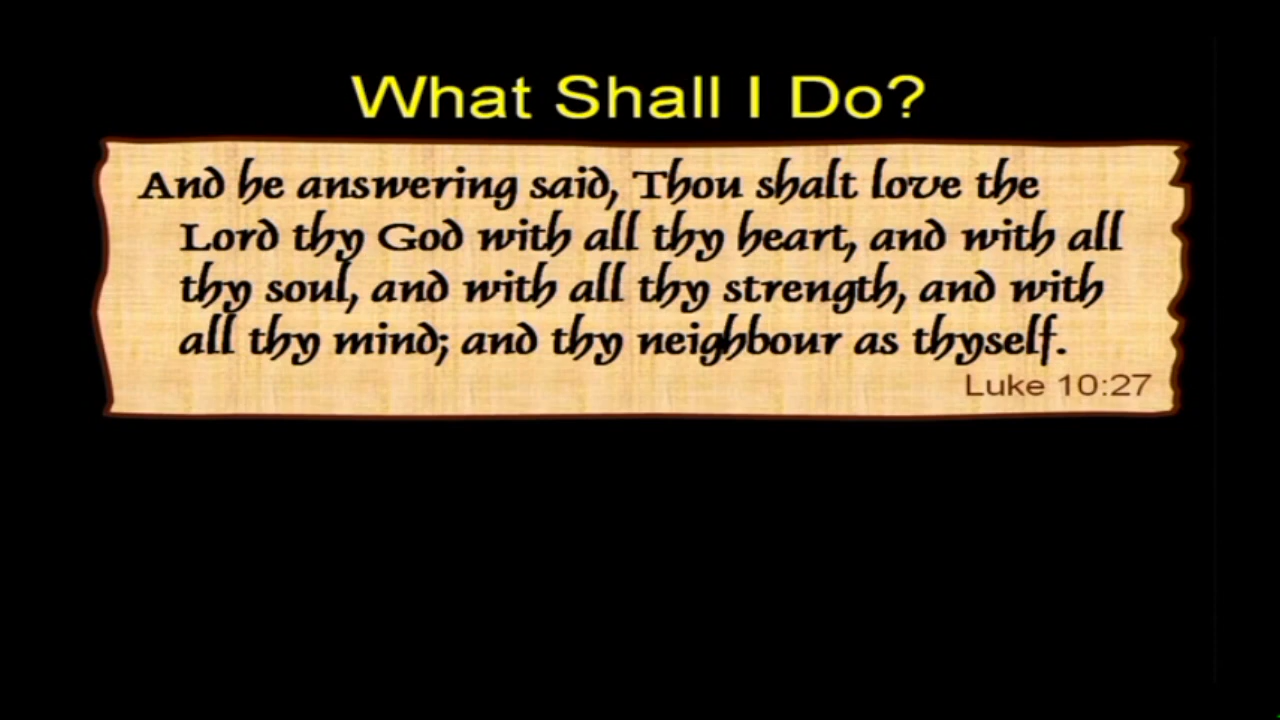 What Shall I Do?
And he answering said, Thou shalt love the
Lord thy God with all thy heart, and with all
thy soul, and with all thy strength, and with
all thy mind; and thy neighbour as thyself.
Luke 10:27